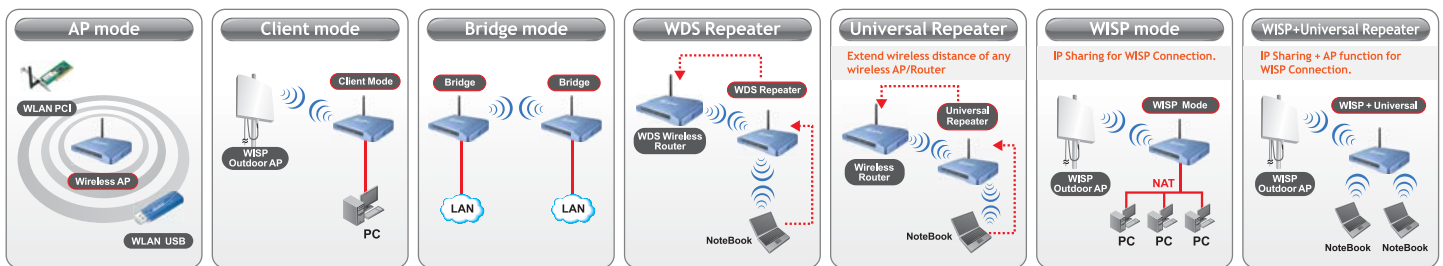 AP mode
WLAN PCI
Wireless AP
WLAN USB
Client mode
Client Mode
WISP
Outdoor AP
PC
Bridge mode
Bridge
Bridge
LAN
LAN
WDS Repeater
WDS Repeater
WDS Wireless
Router
NoteBook
Universal Repeater
Extend wireless distance of any
wireless AP/Router
Universal
Repeater
Wireless
Router
NoteBook
WISP mode
IP Sharing for WISP Connection.
WISP Mode
WISP
Outdoor AP
NAT
PC
PC
PC
WISP+Universal Repeater
IP Sharing + AP function for
WISP Connection.
WISP + Universal
WISP
Outdoor AP
NoteBook
NoteBook